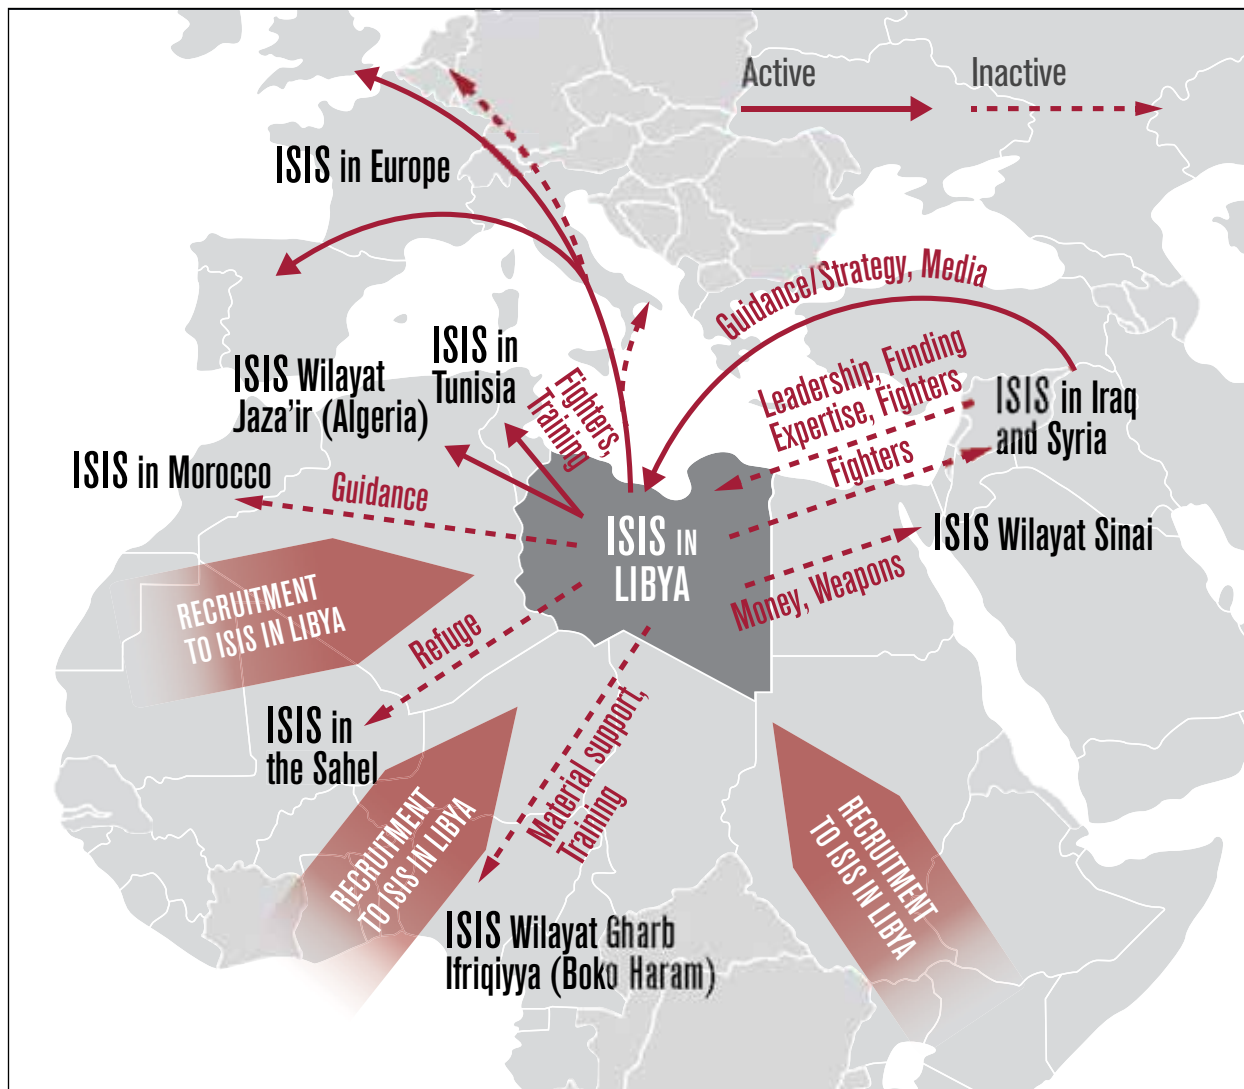 Active
Inactive
ISIS in Europe
Guidance/Strategy, Media
ISIS in
Tunisia
ISIS Wilayat
Jaza'ir (Algeria)
Fighters,
Training
Leadership, Funding
Expertise, Fighters
ISIS in Iraq
and Syria
Fighters
ISIS in Morocco
Guidance
ISIS IN
LIBYA
ISIS Wilayat Sinai
Money, Weapons
RECRUITMENT
TO ISIS IN LIBYA
Refuge
ISIS in
the Sahel
Material support,
Training
RECRUITMENT
TO ISIS IN LIBYA
RECRUITMENT
TO ISIS IN LIBYA
ISIS Wilayat Gharb
Ifriqiyya (Boko Haram)